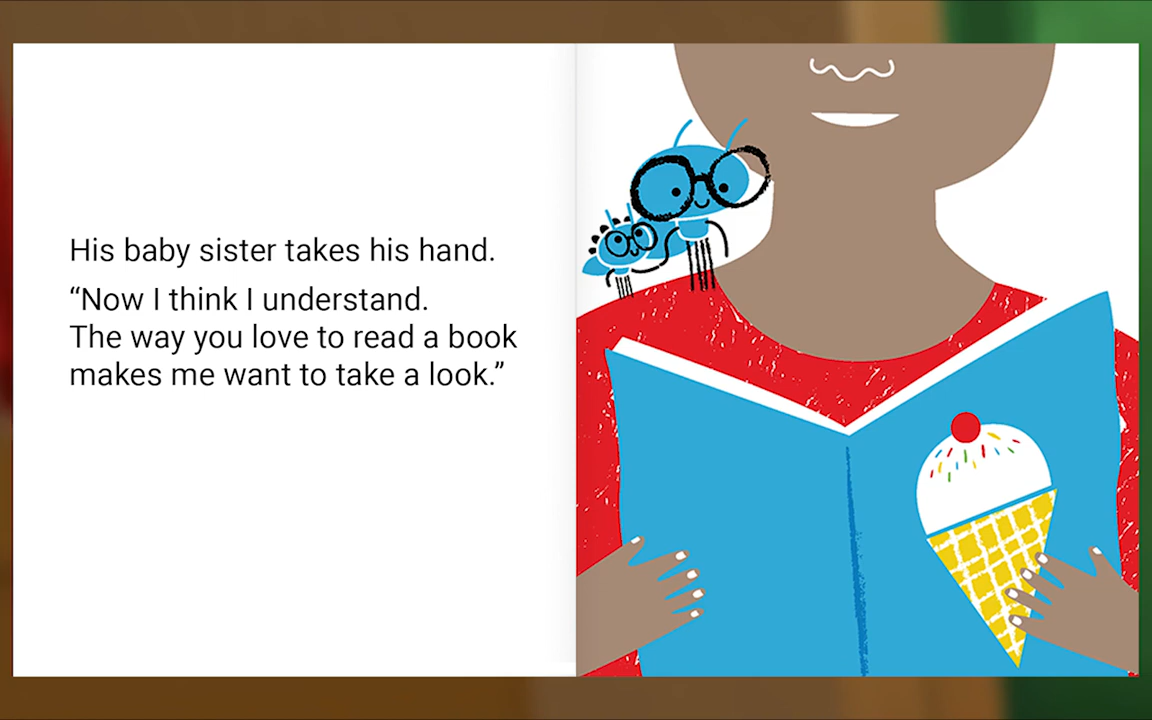 His baby sister takes his hand.
“Now I think I understand.
The way you love to read a book
makes me want to take a look.”